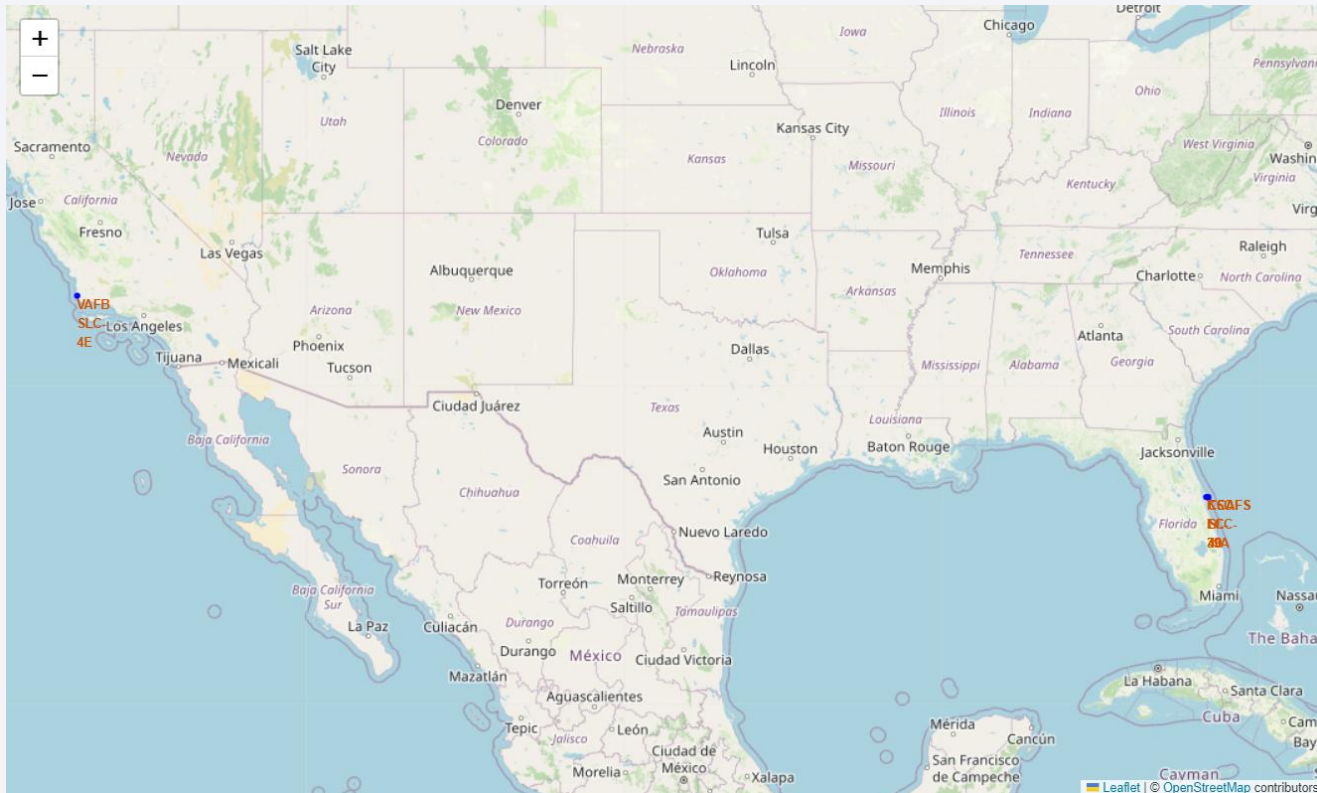 +
−
Detroit
Chicago
Iowa
Nebraska
Salt Lake
City
Lincoln
Pennsylvani
Ohio
Denver
Illinois
Indiana
Utah
Kansas City
Colorado
West Virginia
Sacramento
Nevada
Kansas
Missouri
Washin
Virginia
Kentucky
Jose
California
Virg
Fresno
Tulsa
Raleigh
Las Vegas
Tennessee
Albuquerque
Oklahoma
Memphis
Charlotte
North Carolina
Arkansas
VAFB
SLC-
4E
Los Angeles
Arizona
New Mexico
South Carolina
Atlanta
Phoenix
Dallas
Tijuana
Mexicali
Tucson
Mississippi
Alabama
Georgia
Ciudad Juárez
Texas
Louisiana
Austin
Baja California
Houston
Baton Rouge
Jacksonville
Sonora
San Antonio
Chihuahua
Florida
Nuevo Laredo
Coahuila
Torreón
Monterrey
Reynosa
Baja California
Sur
Saltillo
Tamaulipas
Miami
Nassau
La Paz
Culiacán
Durango
Durango
México
Ciudad Victoria
The Baha
Mazatlán
La Habana
Santa Clara
Aguascalientes
Cuba
Tepic
León
Mérida
Cam
Jalisco
Cancún
Bay
Ciudad de
México
San Francisco
de Campeche
Morelia
Xalapa
Cayman
Leaflet | © OpenStreetMap contributors